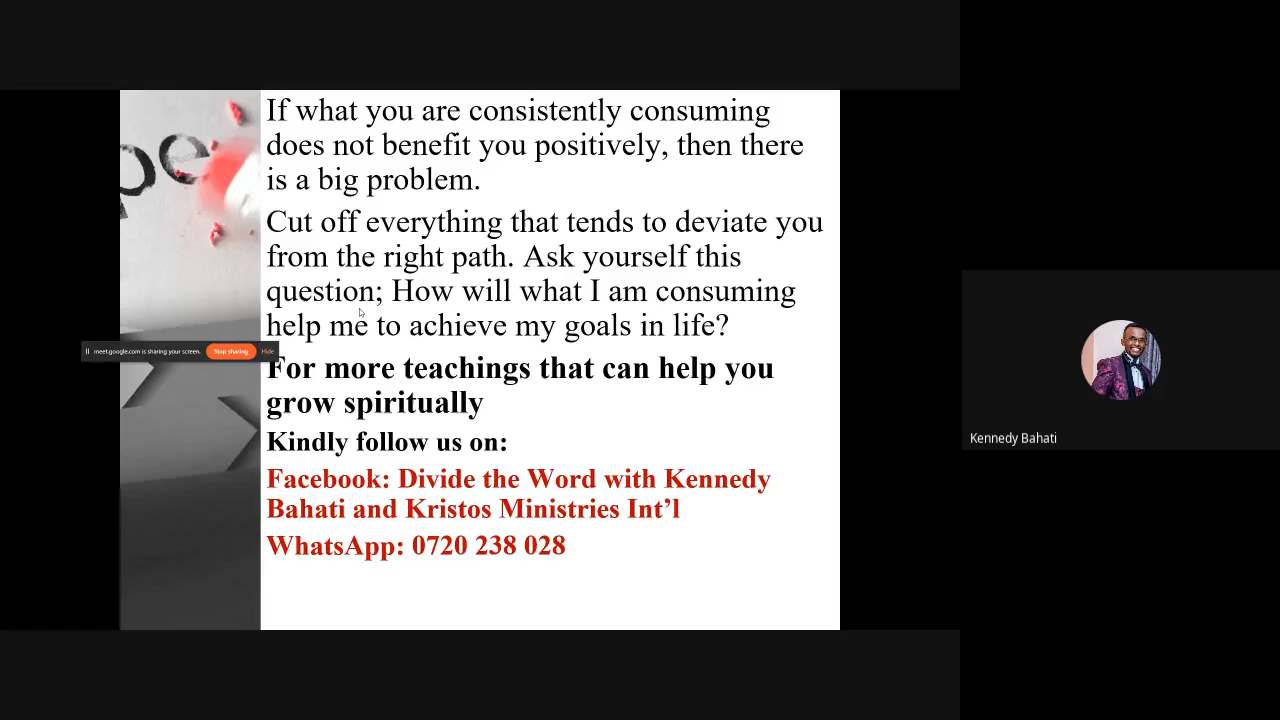 If what you are consistently consuming
does not benefit you positively, then there
is a big problem.
Cut off everything that tends to deviate you
from the right path. Ask yourself this
question; How will what I am consuming
help me to achieve my goals in life?
meet.google.com is sharing your screen. Stop sharing Hide
For more teachings that can help you
grow spiritually
Kindly follow us on:
Facebook: Divide the Word with Kennedy
Bahati and Kristos Ministries Int’l
WhatsApp: 0720 238 028
Kennedy Bahati